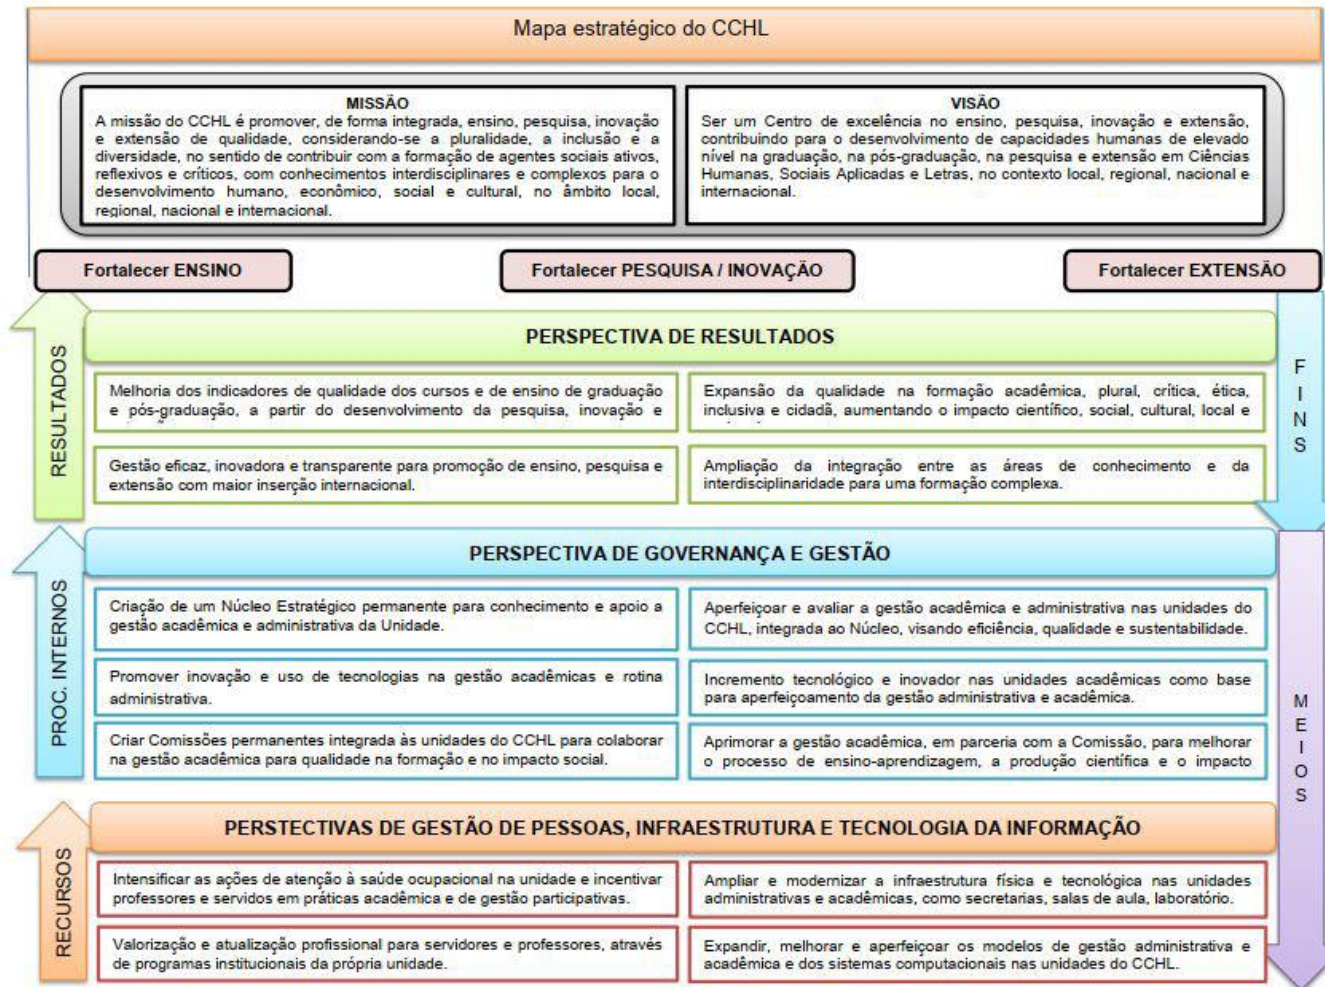 Mapa estratégico do CCHL
MISSÃO
A missão do CCHL é promover, de forma integrada, ensino, pesquisa, inovação
e extensão de qualidade, considerando-se a pluralidade, a inclusão e a
diversidade, no sentido de contribuir com a formação de agentes sociais ativos,
reflexivos e críticos, com conhecimentos interdisciplinares e complexos para o
desenvolvimento humano, econômico, social e cultural, no âmbito local,
regional, nacional e internacional.
VISÃO
Ser um Centro de excelência no ensino, pesquisa, inovação e extensão,
contribuindo para o desenvolvimento de capacidades humanas de elevado
nível na graduação, na pós-graduação, na pesquisa e extensão em Ciências
Humanas, Sociais Aplicadas e Letras, no contexto local, regional, nacional e
internacional.
Fortalecer ENSINO
Fortalecer PESQUISA / INOVAÇÃO
Fortalecer EXTENSÃO
RESULTADOS
PERSPECTIVA DE RESULTADOS
Melhoria dos indicadores de qualidade dos cursos e de ensino de graduação
e pós-graduação, a partir do desenvolvimento da pesquisa, inovação e
Expansão da qualidade na formação acadêmica, plural, crítica, ética,
inclusiva e cidadã, aumentando o impacto científico, social, cultural, local e
Gestão eficaz, inovadora e transparente para promoção de ensino, pesquisa e
extensão com maior inserção internacional.
Ampliação da integração entre as áreas de conhecimento e da
interdisciplinaridade para uma formação complexa.
FINS
PROC. INTERNOS
PERSPECTIVA DE GOVERNANÇA E GESTÃO
Criação de um Núcleo Estratégico permanente para conhecimento e apoio a
gestão acadêmica e administrativa da Unidade.
Aperfeiçoar e avaliar a gestão acadêmica e administrativa nas unidades do
CCHL, integrada ao Núcleo, visando eficiência, qualidade e sustentabilidade.
Promover inovação e uso de tecnologias na gestão acadêmicas e rotina
administrativa.
Incremento tecnológico e inovador nas unidades acadêmicas como base
para aperfeiçoamento da gestão administrativa e acadêmica.
Criar Comissões permanentes integrada às unidades do CCHL para colaborar
na gestão acadêmica para qualidade na formação e no impacto social.
Aprimorar a gestão acadêmica, em parceria com a Comissão, para melhorar
o processo de ensino-aprendizagem, a produção científica e o impacto
MEIOS
RECURSOS
PERSTECTIVAS DE GESTÃO DE PESSOAS, INFRAESTRUTURA E TECNOLOGIA DA INFORMAÇÃO
Intensificar as ações de atenção à saúde ocupacional na unidade e incentivar
professores e servidos em práticas acadêmica e de gestão participativas.
Ampliar e modernizar a infraestrutura física e tecnológica nas unidades
administrativas e acadêmicas, como secretarias, salas de aula, laboratório.
Valorização e atualização profissional para servidores e professores, através
de programas institucionais da própria unidade.
Expandir, melhorar e aperfeiçoar os modelos de gestão administrativa e
acadêmica e dos sistemas computacionais nas unidades do CCHL.